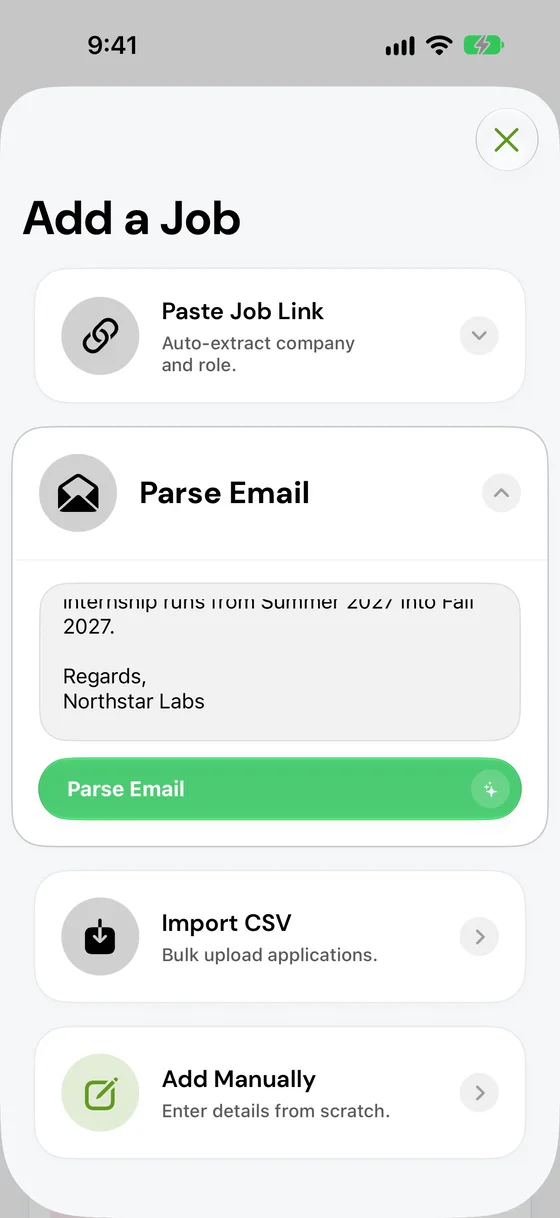 9:41
Add a Job
Paste Job Link
Auto-extract company
and role.
Parse Email
internship runs from Summer 2027 into Fall
2027.
Regards,
Northstar Labs
Parse Email
Import CSV
Bulk upload applications.
Add Manually
Enter details from scratch.